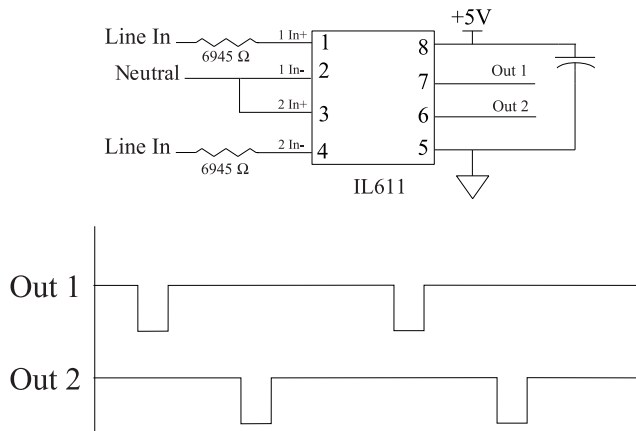 +5V
Line In
6945 Ω
1 In+
1
8
Neutral
1 In-
2
7
Out 1
2 In+
3
6
Out 2
Line In
6945 Ω
2 In-
4
5
IL611
Out 1
Out 2